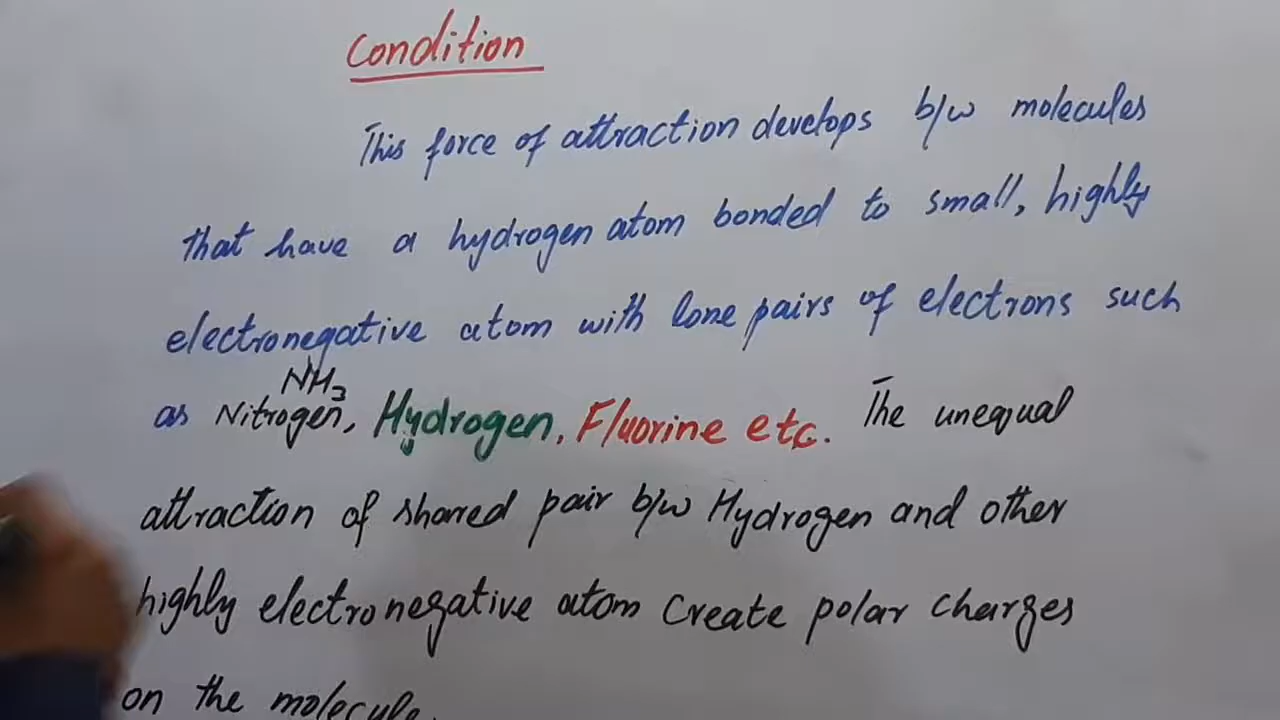 Condition
This force of attraction develops b/w molecules
that have a hydrogen atom bonded to small, highly
electronegative atom with lone pairs of electrons such
NH3
as Nitrogen, Hydrogen, Fluorine etc. The unequal
attraction of shared pair b/w Hydrogen and other
highly electronegative atom create polar charges
on the molecule.